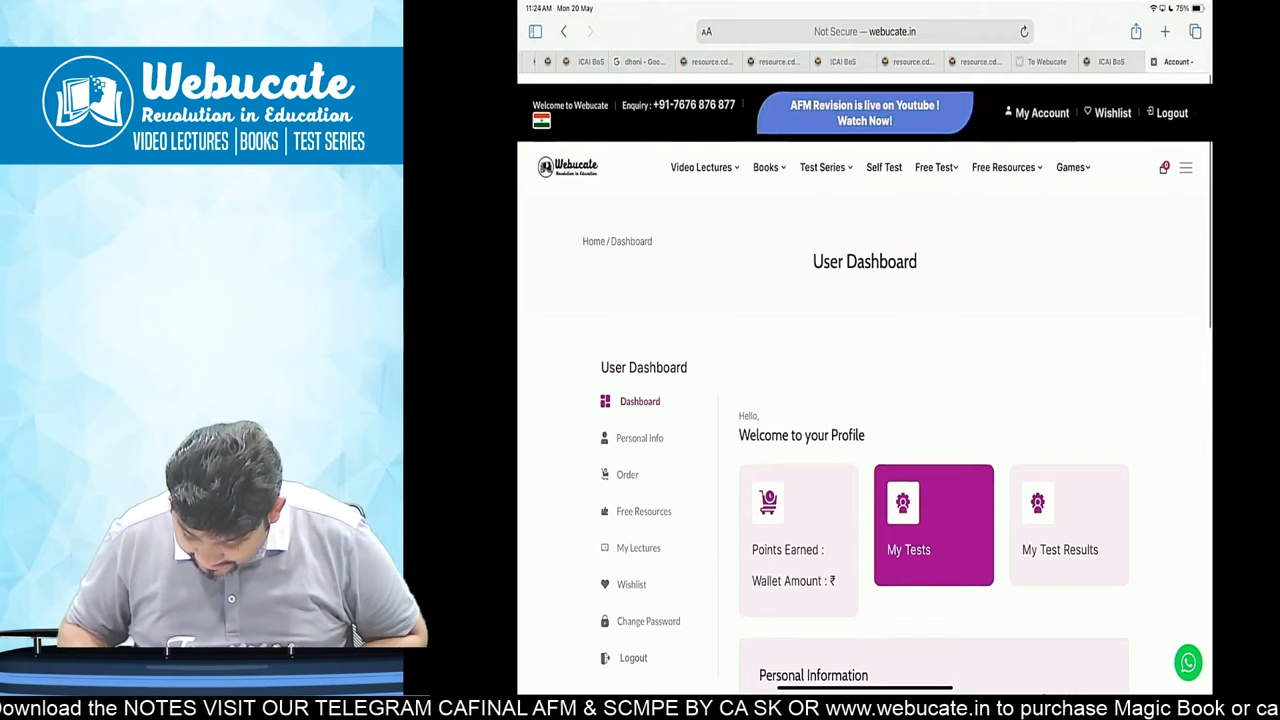 Webucate
Revolution in Education
VIDEO LECTURES | BOOKS | TEST SERIES
11:24 AM Mon 20 May
75%
AA
Not Secure — webucate.in
ICAI BoS
dhoni - Goo...
resource.cd...
resource.cd...
ICAI BoS
resource.cd...
resource.cd...
To Webucate
ICAI BoS
Account -
Welcome to Webucate | Enquiry : +91-7676 876 877 |
AFM Revision is live on Youtube !
Watch Now!
My Account | Wishlist | Logout
Webucate
Revolution in Education
Video Lectures Books Test Series Self Test Free Test Free Resources Games
0
Home / Dashboard
User Dashboard
User Dashboard
Dashboard
Personal Info
Order
Free Resources
My Lectures
Wishlist
Change Password
Logout
Hello,
Welcome to your Profile
Points Earned :
Wallet Amount : ₹
My Tests
My Test Results
Personal Information
ownload the NOTES VISIT OUR TELEGRAM CAFINAL AFM & SCMPE BY CA SK OR www.webucate.in to purchase Magic Book or ca